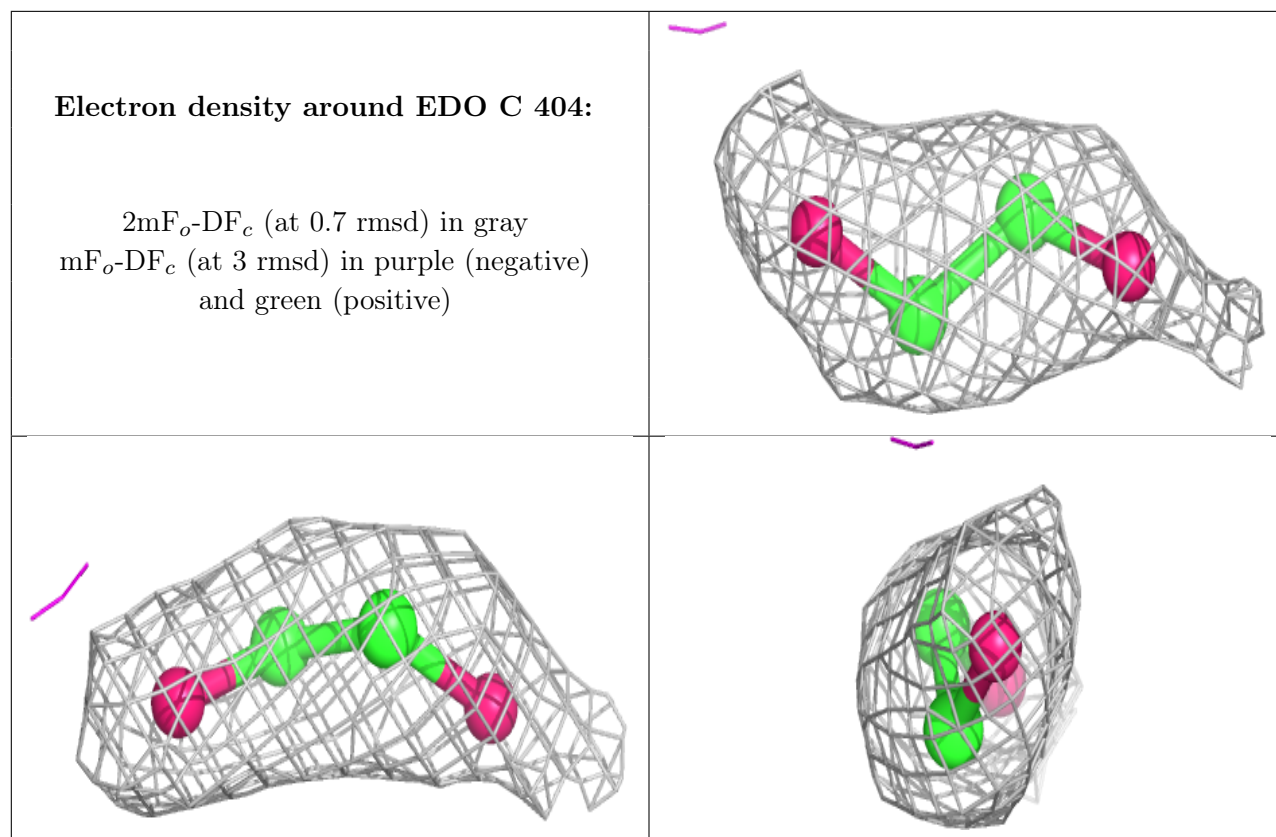 Electron density around EDO C 404:
2mFₒ-DF𝒸 (at 0.7 rmsd) in gray
mFₒ-DF𝒸 (at 3 rmsd) in purple (negative)
and green (positive)